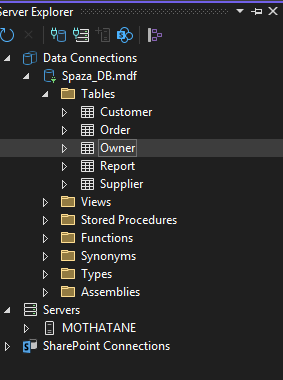 Server Explorer
Data Connections
Spaza_DB.mdf
Tables
Customer
Order
Owner
Report
Supplier
Views
Stored Procedures
Functions
Synonyms
Types
Assemblies
Servers
MOTHATANE
SharePoint Connections